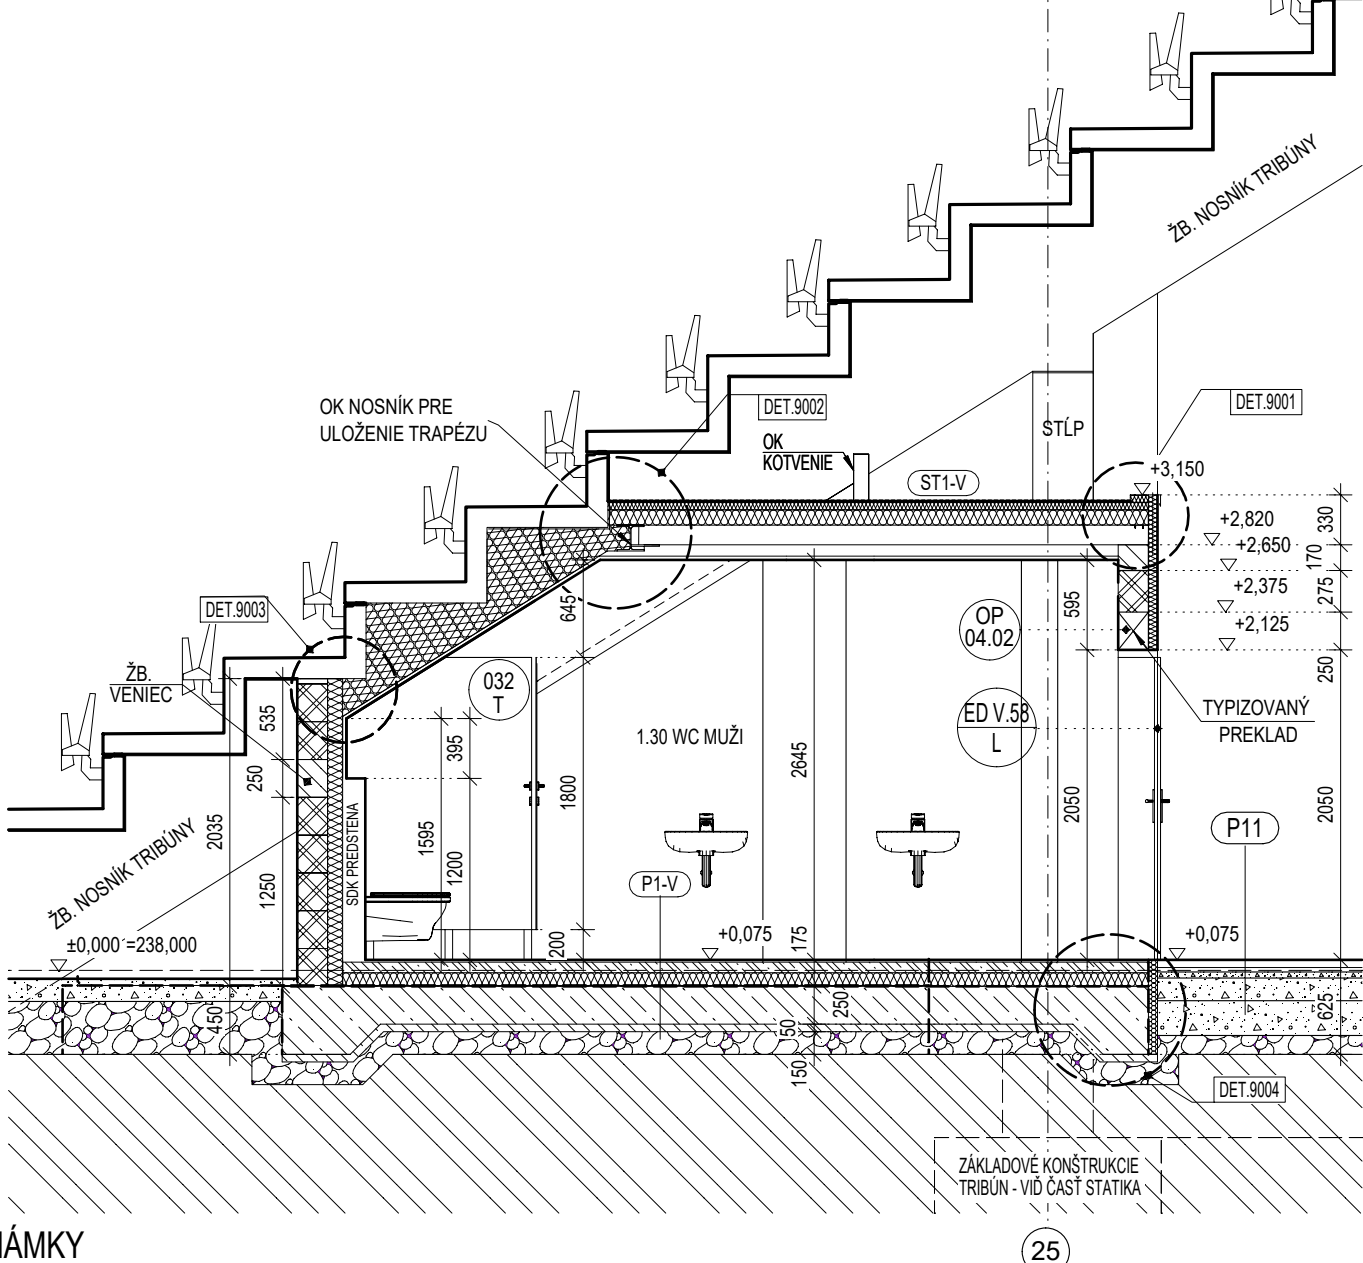 ŽB. NOSNÍK TRIBÚNY
OK NOSNÍK PRE
ULOŽENIE TRAPÉZU
DET.9002
DET.9001
OK
KOTVENIE
STĹP
ST1-V
+3,150
+2,820
+2,650
+2,375
+2,125
330
170
275
250
2050
625
DET.9003
ŽB.
VENIEC
645
595
OP
04.02
032
T
ED V.58
L
TYPIZOVANÝ
PREKLAD
1.30 WC MUŽI
535
250
2035
1250
395
1595
1200
1800
2645
2050
P11
SDK PREDSTENA
ŽB. NOSNÍK TRIBÚNY
P1-V
±0,000´=238,000
+0,075
+0,075
200
175
450
250
50
150
DET.9004
ZÁKLADOVÉ KONŠTRUKCIE
TRIBÚN - VIĎ ČASŤ STATIKA
NÁMKY
25